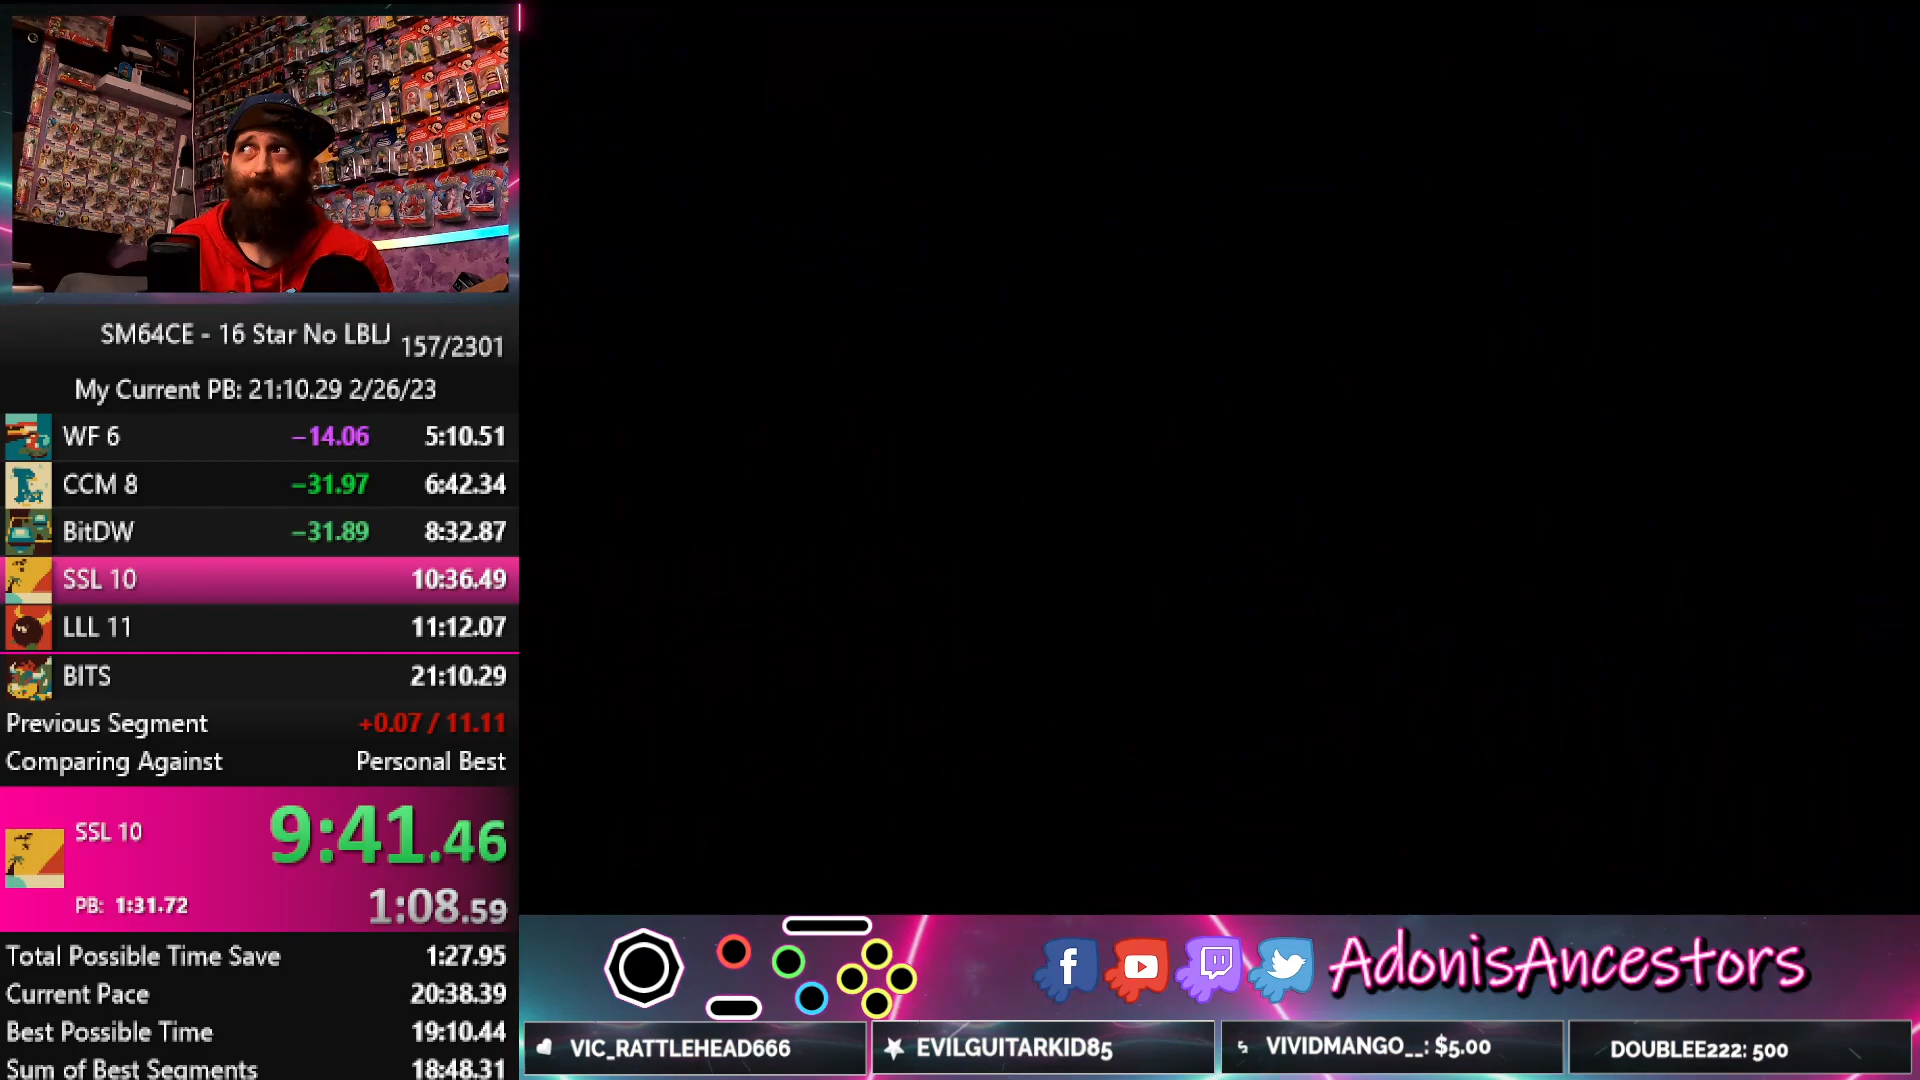 SM64CE - 16 Star No LBLJ 157/2301
My Current PB: 21:10.29 2/26/23
WF 6 −14.06 5:10.51
CCM 8 −31.97 6:42.34
BitDW −31.89 8:32.87
SSL 10 10:36.49
LLL 11 11:12.07
BITS 21:10.29
Previous Segment +0.07 / 11.11
Comparing Against Personal Best
SSL 10 9:41.46
PB: 1:31.72 1:08.59
Total Possible Time Save 1:27.95
Current Pace 20:38.39
Best Possible Time 19:10.44
Sum of Best Segments 18:48.31
AdonisAncestors
VIC_RATTLEHEAD666
EVILGUITARKID85
VIVIDMANGO__: $5.00
DOUBLEE222: 500